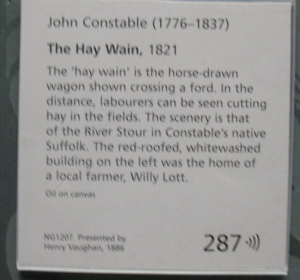 John Constable (1776–1837)
The Hay Wain, 1821
The 'hay wain' is the horse-drawn
wagon shown crossing a ford. In the
distance, labourers can be seen cutting
hay in the fields. The scenery is that
of the River Stour in Constable's native
Suffolk. The red-roofed, whitewashed
building on the left was the home of
a local farmer, Willy Lott.
Oil on canvas
NG1207. Presented by
Henry Vaughan, 1886
287